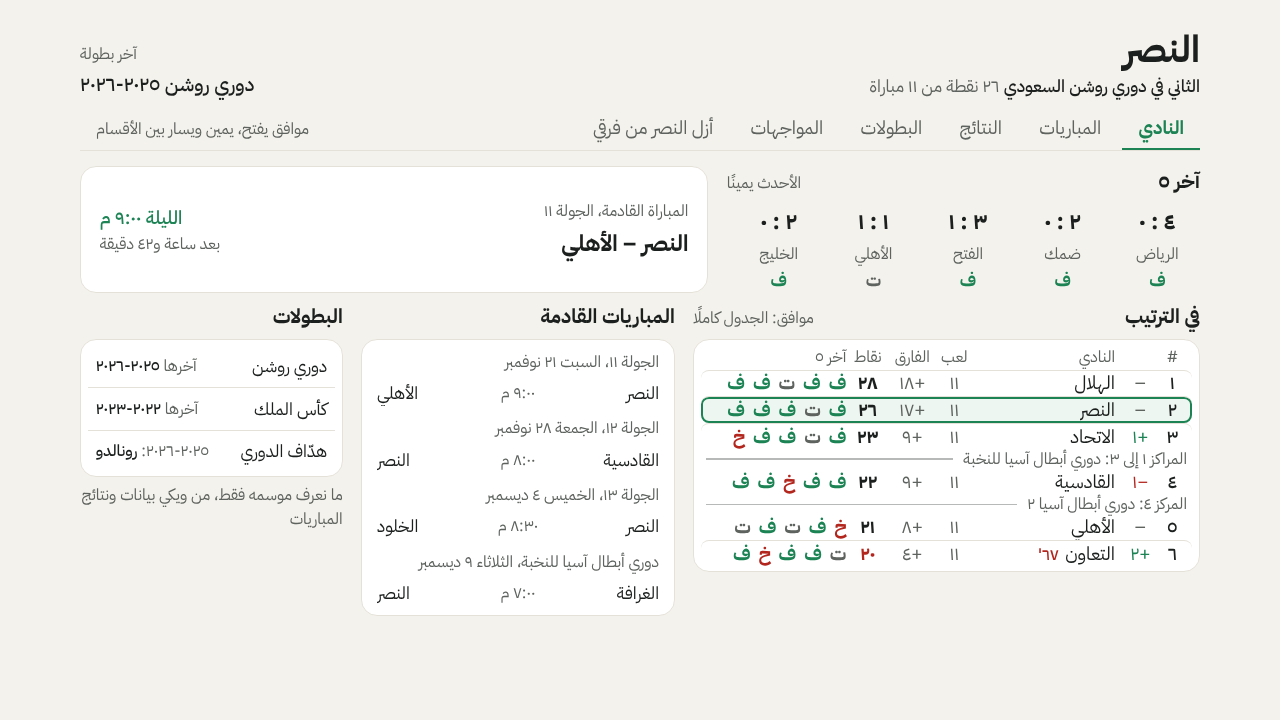 النصر
الثاني في دوري روشن السعودي ٢٦ نقطة من ١١ مباراة
آخر بطولة
دوري روشن ٢٠٢٥-٢٠٢٦
النادي المباريات النتائج البطولات المواجهات أزل النصر من فرقي
موافق يفتح، يمين ويسار بين الأقسام
آخر ٥ الأحدث يمينًا
٤ : ٠ ٢ : ٠ ٣ : ١ ١ : ١ ٢ : ٠
الرياض ضمك الفتح الأهلي الخليج
ف ف ف ت ف
المباراة القادمة، الجولة ١١
النصر – الأهلي
الليلة ٩:٠٠ م
بعد ساعة و٤٢ دقيقة
في الترتيب موافق: الجدول كاملًا
# النادي لعب الفارق نقاط آخر ٥
١ – الهلال ١١ +١٨ ٢٨ ف ف ت ف ف
٢ – النصر ١١ +١٧ ٢٦ ف ت ف ف ف
٣ +١ الاتحاد ١١ +٩ ٢٣ ف ت ف ف خ
المراكز ١ إلى ٣: دوري أبطال آسيا للنخبة
٤ –١ القادسية ١١ +٩ ٢٢ ف ف خ ف ف
المركز ٤: دوري أبطال آسيا ٢
٥ – الأهلي ١١ +٨ ٢١ خ ف ت ف ت
٦ +٢ التعاون ٦٧' ١١ +٤ ٢٠ ت ف ف خ ف
المباريات القادمة
الجولة ١١، السبت ٢١ نوفمبر
النصر ٩:٠٠ م الأهلي
الجولة ١٢، الجمعة ٢٨ نوفمبر
القادسية ٨:٠٠ م النصر
الجولة ١٣، الخميس ٤ ديسمبر
النصر ٨:٣٠ م الخلود
دوري أبطال آسيا للنخبة، الثلاثاء ٩ ديسمبر
الغرافة ٧:٠٠ م النصر
البطولات
دوري روشن آخرها ٢٠٢٥-٢٠٢٦
كأس الملك آخرها ٢٠٢٢-٢٠٢٣
هدّاف الدوري ٢٠٢٥-٢٠٢٦: رونالدو
ما نعرف موسمه فقط، من ويكي بيانات ونتائج
المباريات